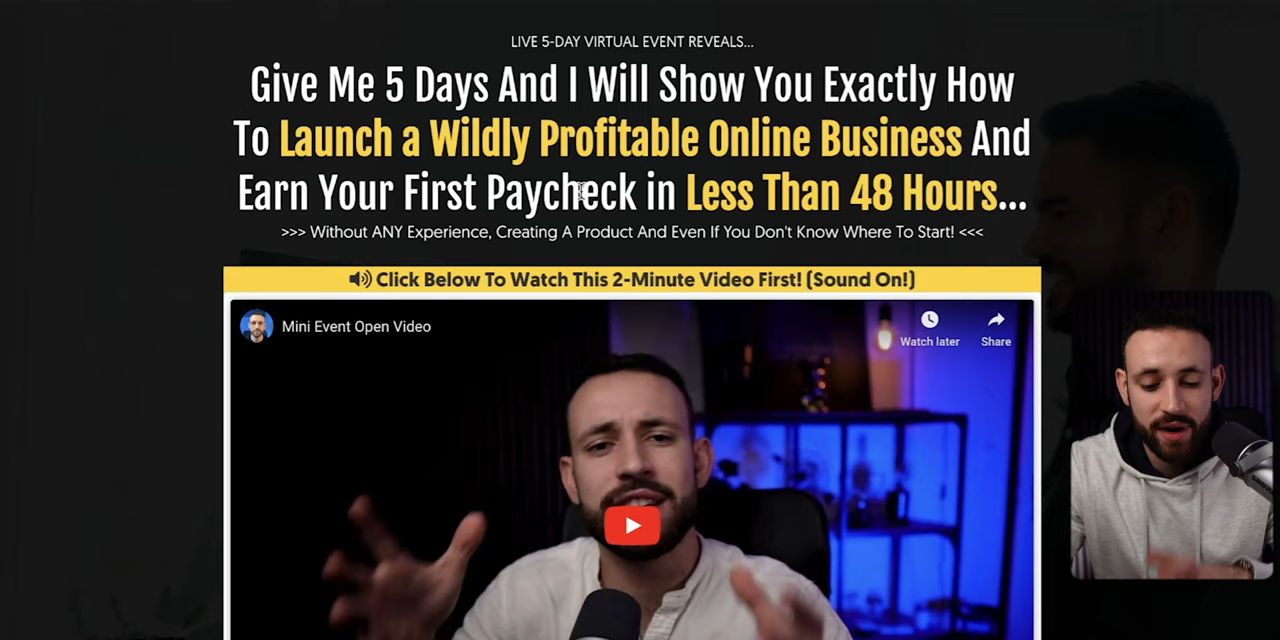 LIVE 5-DAY VIRTUAL EVENT REVEALS...
Give Me 5 Days And I Will Show You Exactly How
To Launch a Wildly Profitable Online Business And
Earn Your First Paycheck in Less Than 48 Hours...
>>> Without ANY Experience, Creating A Product And Even If You Don't Know Where To Start! <<<
Click Below To Watch This 2-Minute Video First! (Sound On!)
Mini Event Open Video
Watch later
Share